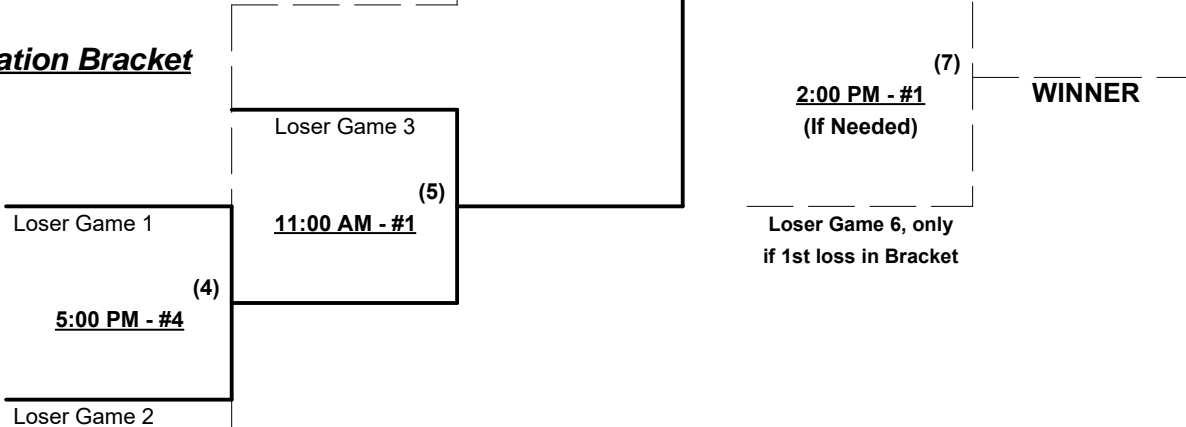 Bracket
(7)
2:00 PM - #1
WINNER
(If Needed)
Loser Game 3
(5)
11:00 AM - #1
Loser Game 1
Loser Game 6, only
if 1st loss in Bracket
(4)
5:00 PM - #4
Loser Game 2